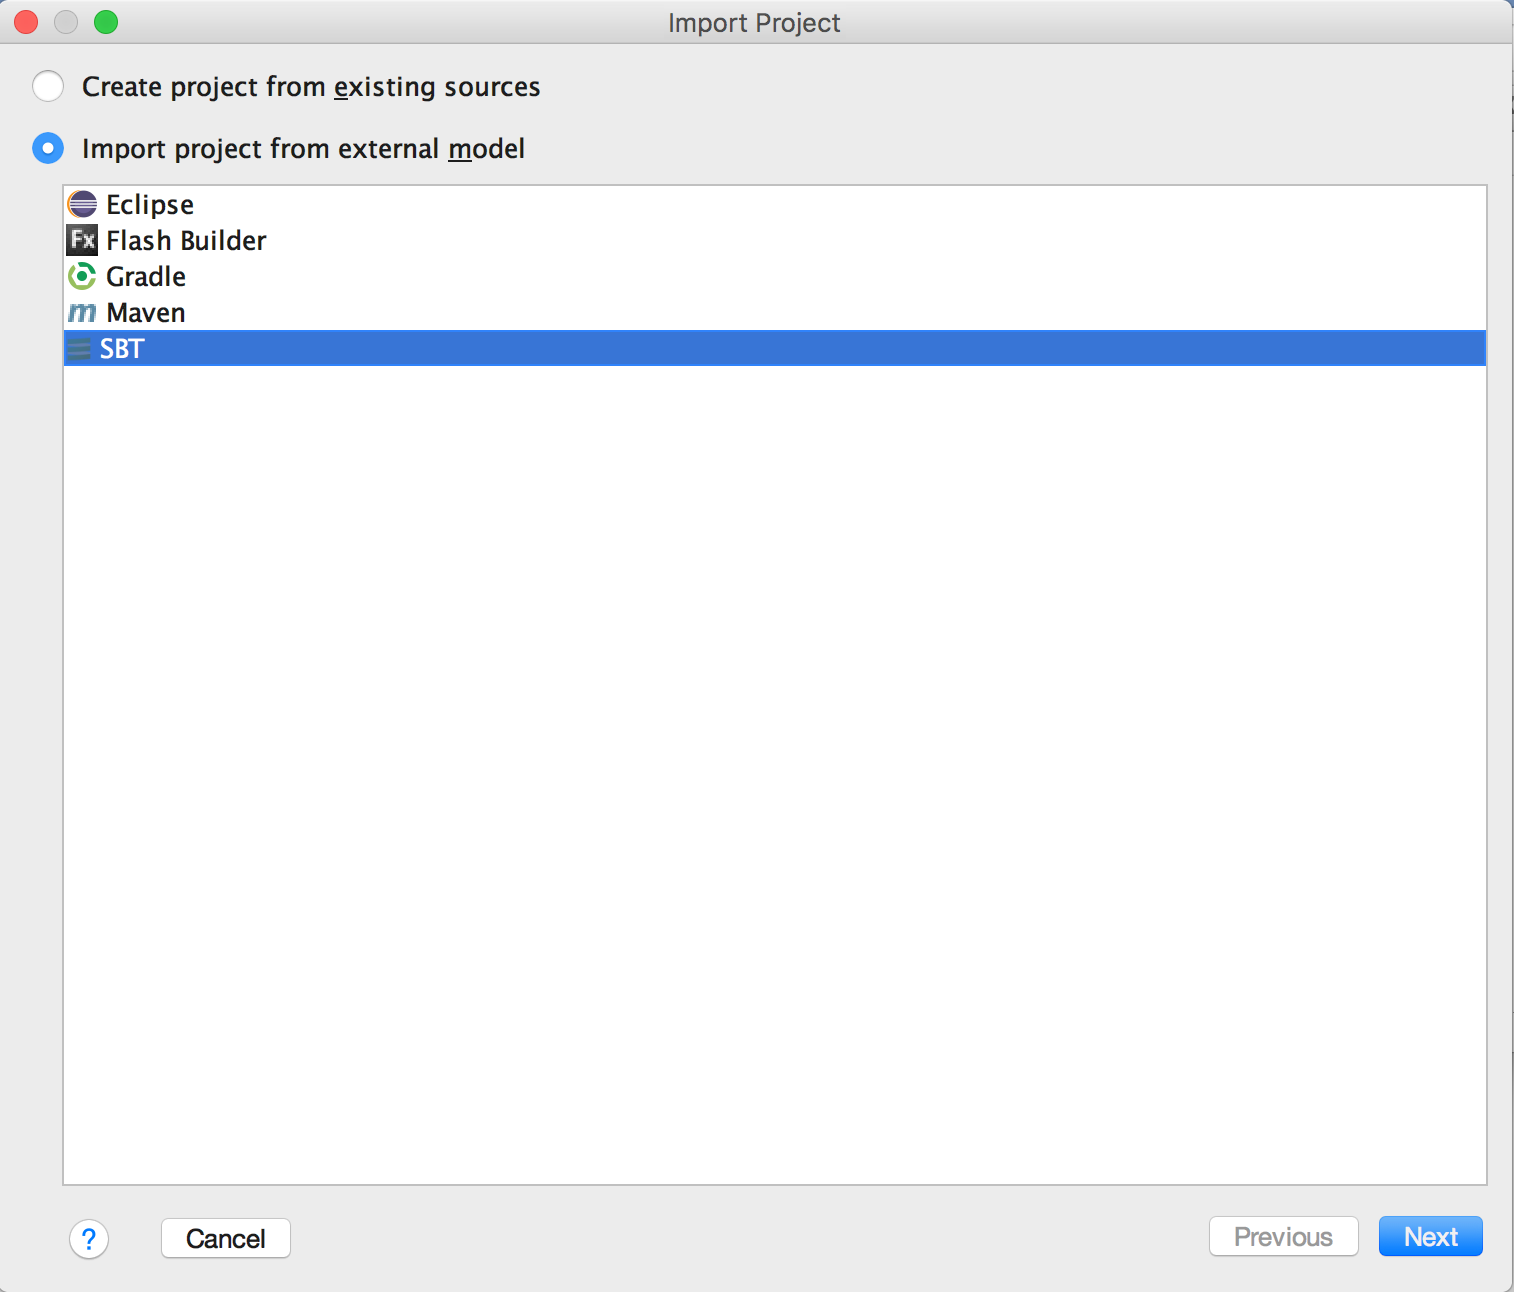 Import Project
Create project from existing sources
Import project from external model
Eclipse
Fx Flash Builder
Gradle
m Maven
SBT
? Cancel Previous Next